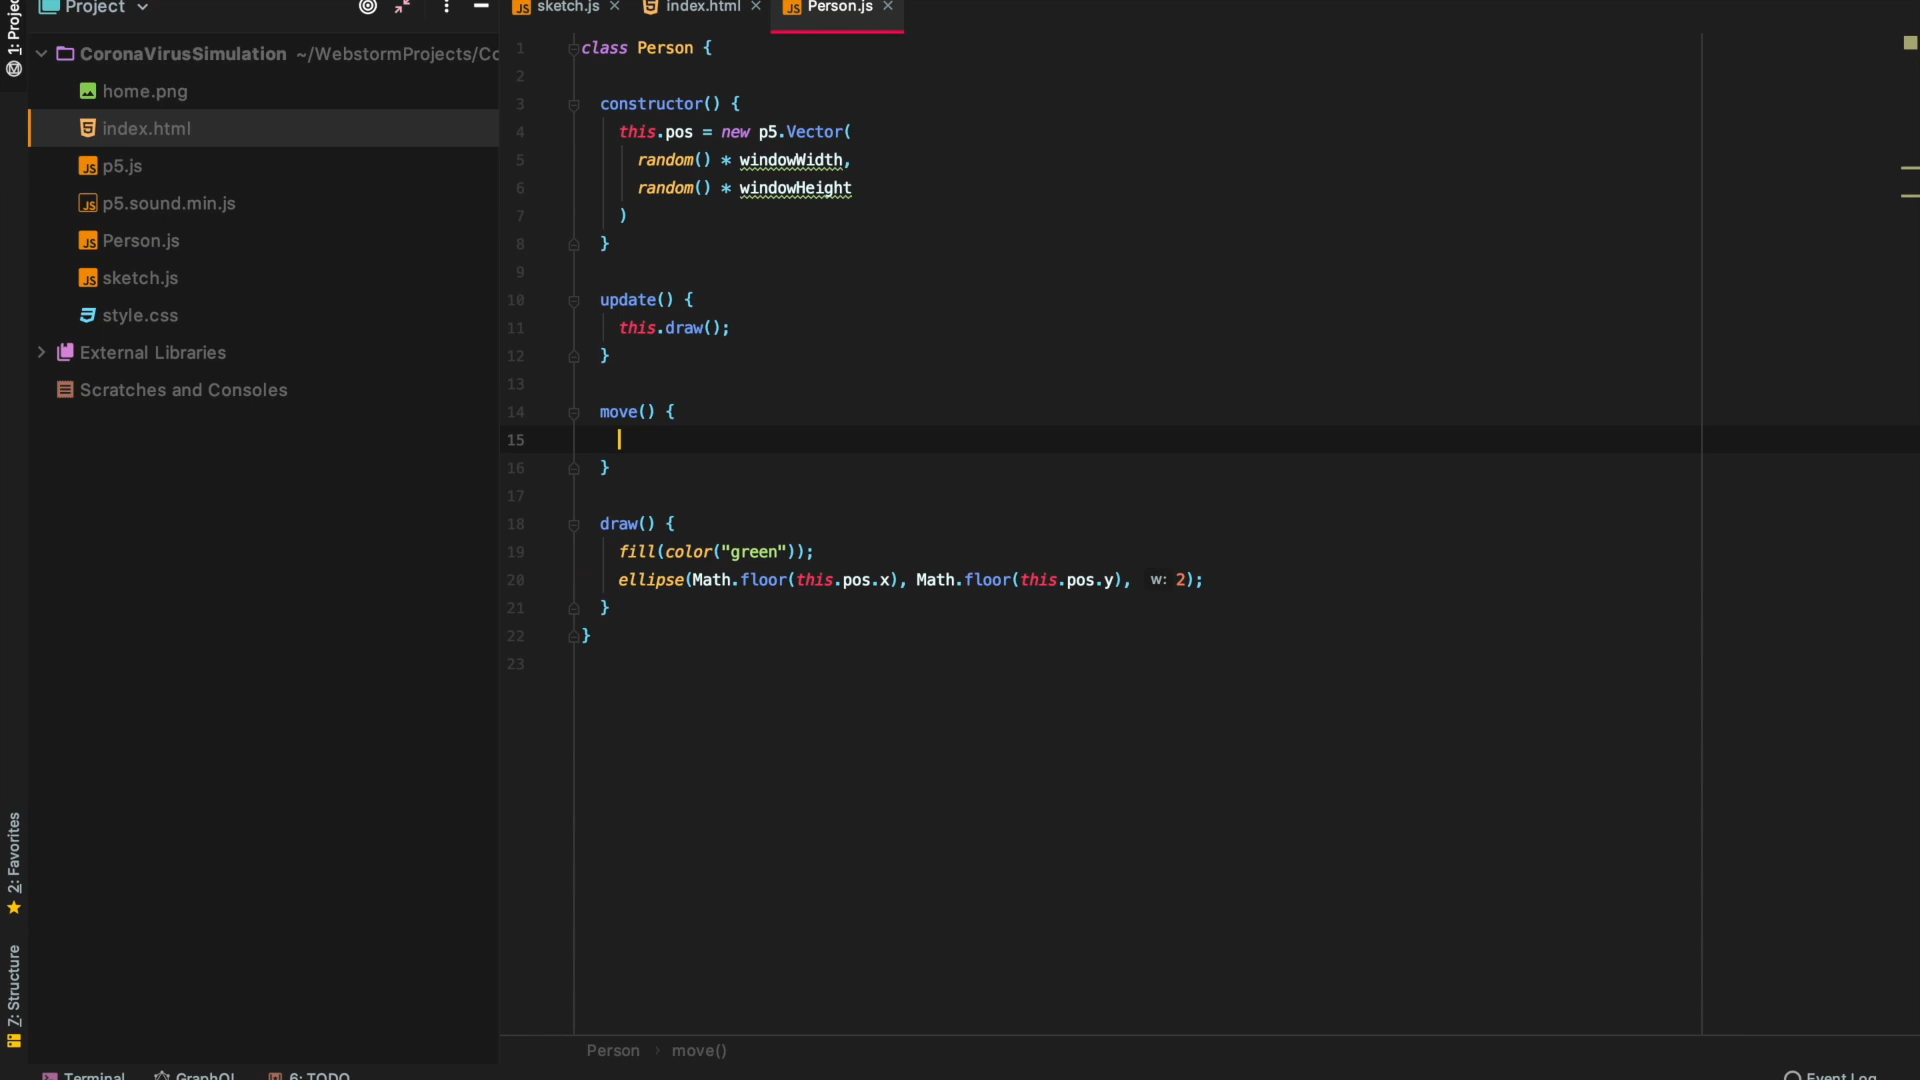 Project
sketch.js
index.html
Person.js
1: Project
CoronaVirusSimulation ~/WebstormProjects/Co
home.png
index.html
p5.js
p5.sound.min.js
Person.js
sketch.js
style.css
External Libraries
Scratches and Consoles
2: Favorites
Z: Structure
1 class Person {
2
3 constructor() {
4 this.pos = new p5.Vector(
5 random() * windowWidth,
6 random() * windowHeight
7 )
8 }
9
10 update() {
11 this.draw();
12 }
13
14 move() {
15
16 }
17
18 draw() {
19 fill(color("green"));
20 ellipse(Math.floor(this.pos.x), Math.floor(this.pos.y), w: 2);
21 }
22 }
23
Person › move()
Terminal
GraphQL
6: TODO
Event Log